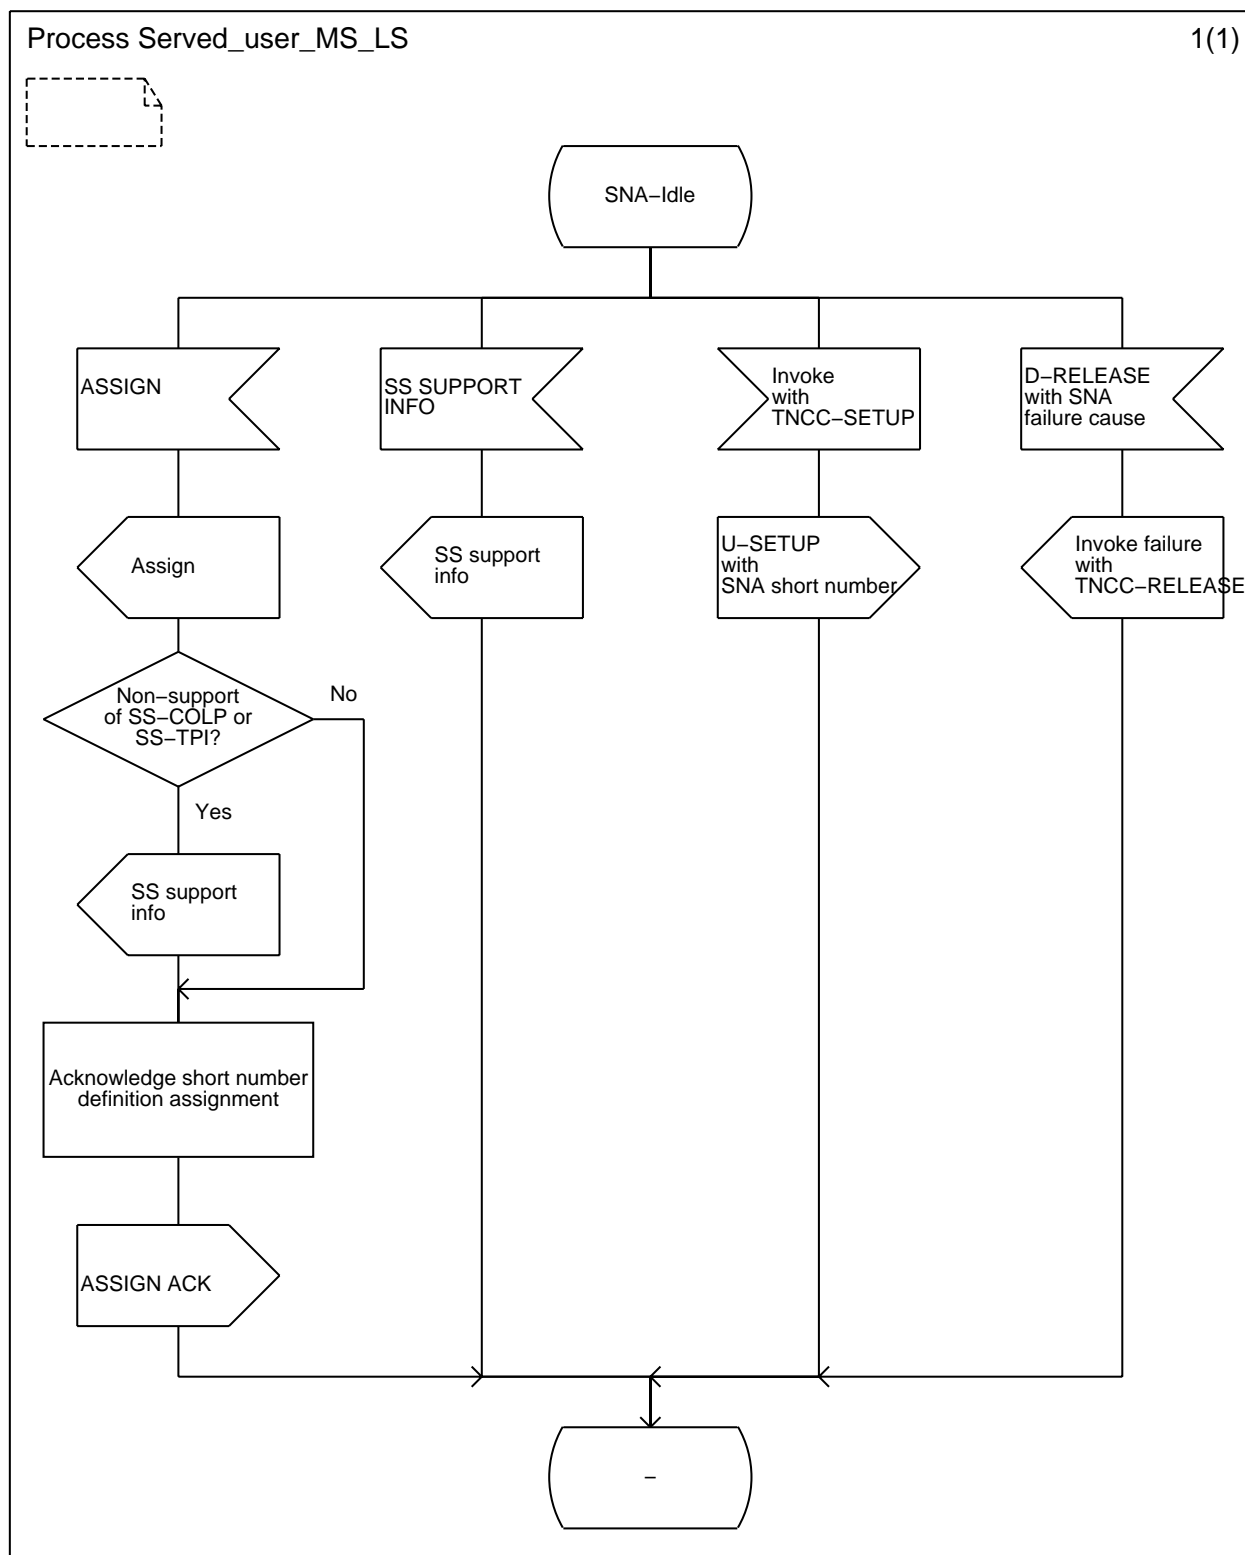 Process Served_user_MS_LS
1(1)
SNA–Idle
ASSIGN
SS SUPPORT
INFO
Invoke
with
TNCC–SETUP
D–RELEASE
with SNA
failure cause
Assign
SS support
info
U–SETUP
with
SNA short number
Invoke failure
with
TNCC–RELEASE
Non–support
of SS–COLP or
SS–TPI?
No
Yes
SS support
info
Acknowledge short number
definition assignment
ASSIGN ACK
–